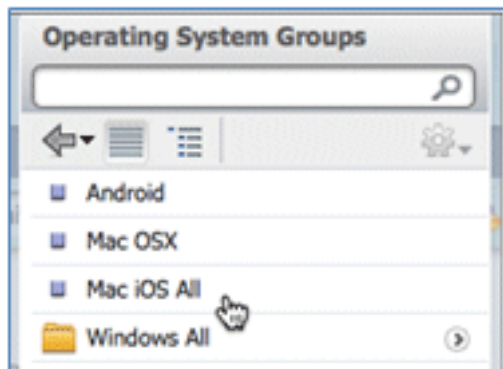 Operating System Groups
Android
Mac OSX
Mac iOS All
Windows All